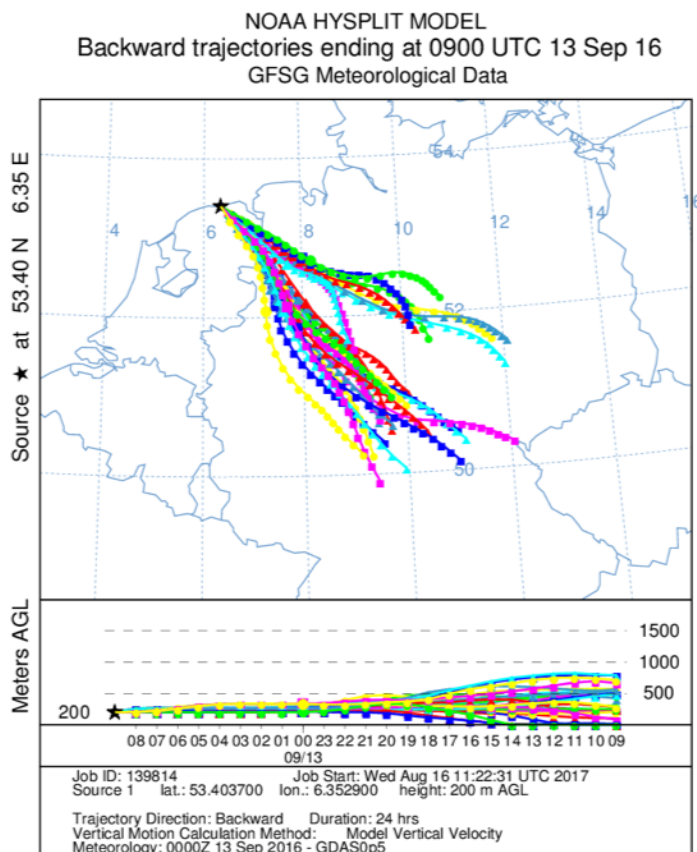 NOAA HYSPLIT MODEL
Backward trajectories ending at 0900 UTC 13 Sep 16
GFSG Meteorological Data
Source ★ at 53.40 N 6.35 E
54
4 6 8 10 12 14 16
52
50
Meters AGL
1500
1000
500
200
08 07 06 05 04 03 02 01 00 23 22 21 20 19 18 17 16 15 14 13 12 11 10 09
09/13
Job ID: 139814 Job Start: Wed Aug 16 11:22:31 UTC 2017
Source 1 lat.: 53.403700 lon.: 6.352900 height: 200 m AGL
Trajectory Direction: Backward Duration: 24 hrs
Vertical Motion Calculation Method: Model Vertical Velocity
Meteorology: 0000Z 13 Sep 2016 - GDAS0p5